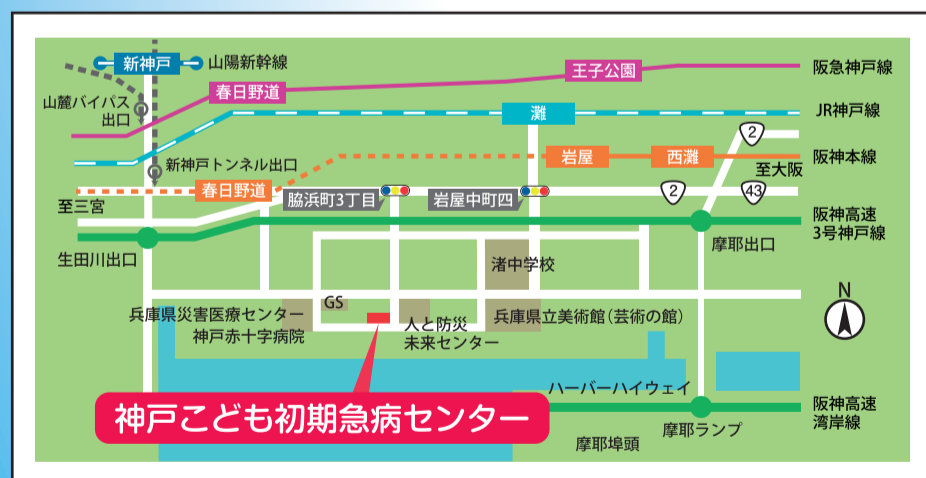 新神戸
山陽新幹線
王子公園
阪急神戸線
春日野道
山麓バイパス
出口
JR神戸線
灘
2
新神戸トンネル出口
岩屋
西灘
阪神本線
至大阪
春日野道
脇浜町3丁目
岩屋中町四
2
43
至三宮
阪神高速
3号神戸線
摩耶出口
生田川出口
渚中学校
N
GS
兵庫県災害医療センター
神戸赤十字病院
人と防災
未来センター
兵庫県立美術館(芸術の館)
ハーバーハイウェイ
神戸こども初期急病センター
阪神高速
湾岸線
摩耶ランプ
摩耶埠頭